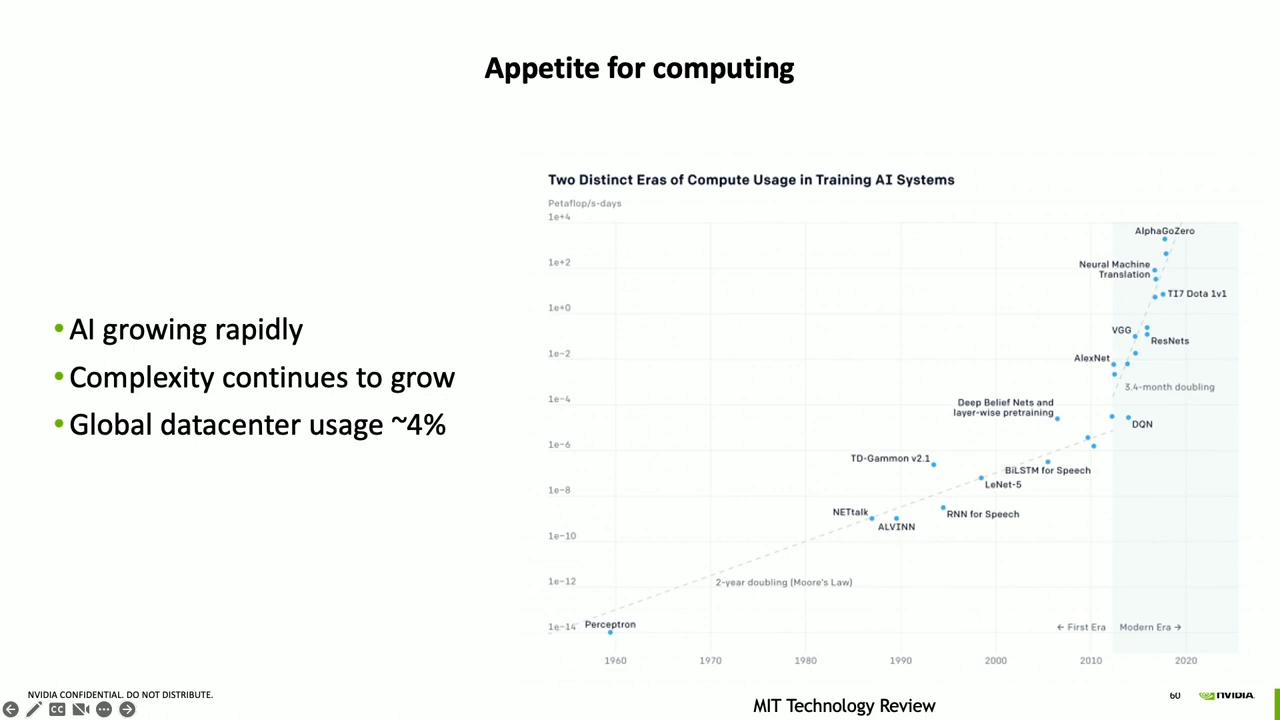 Appetite for computing
Two Distinct Eras of Compute Usage in Training AI Systems
Petaflop/s-days
1e+4
1e+2
1e+0
1e-2
1e-4
1e-6
1e-8
1e-10
1e-12
1e-14
AlphaGoZero
Neural Machine
Translation
TI7 Dota 1v1
VGG
ResNets
AlexNet
3.4-month doubling
Deep Belief Nets and
layer-wise pretraining
DQN
TD-Gammon v2.1
BiLSTM for Speech
LeNet-5
NETtalk
RNN for Speech
ALVINN
2-year doubling (Moore's Law)
Perceptron
← First Era
Modern Era →
1960
1970
1980
1990
2000
2010
2020
• AI growing rapidly
• Complexity continues to grow
• Global datacenter usage ~4%
NVIDIA CONFIDENTIAL. DO NOT DISTRIBUTE.
CC
MIT Technology Review
60
NVIDIA.